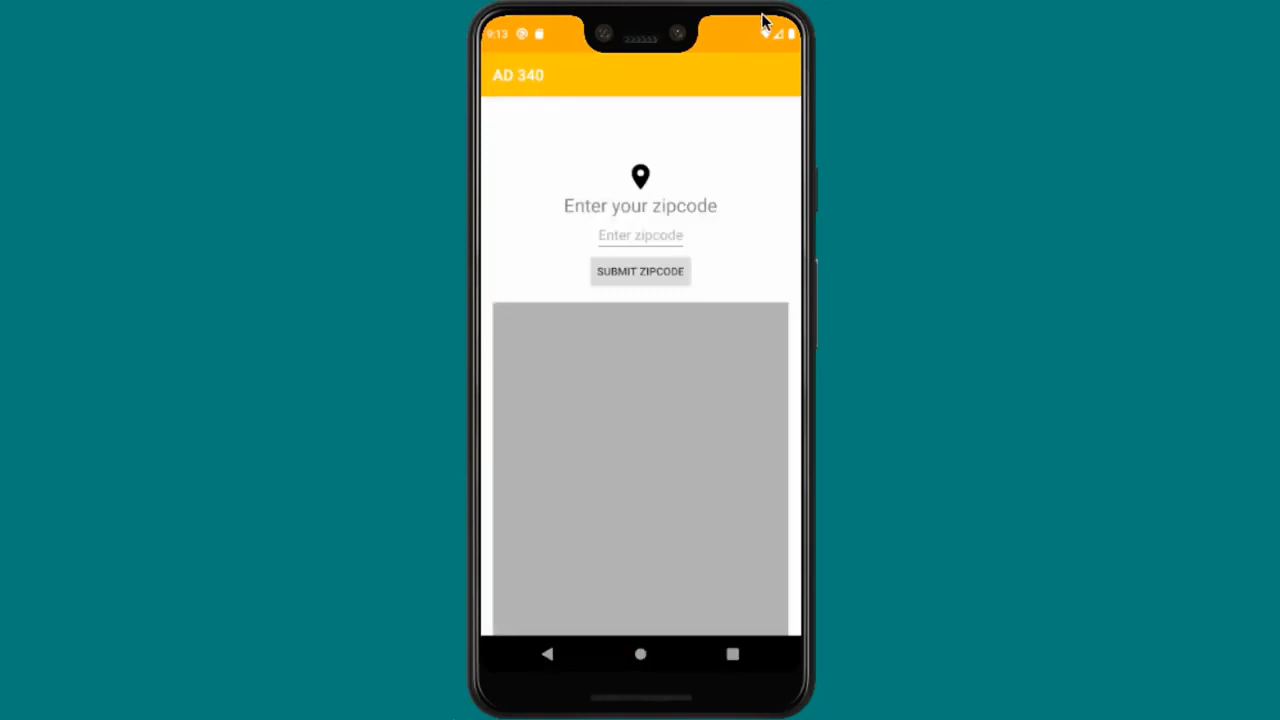 9:13
AD 340
Enter your zipcode
Enter zipcode
SUBMIT ZIPCODE